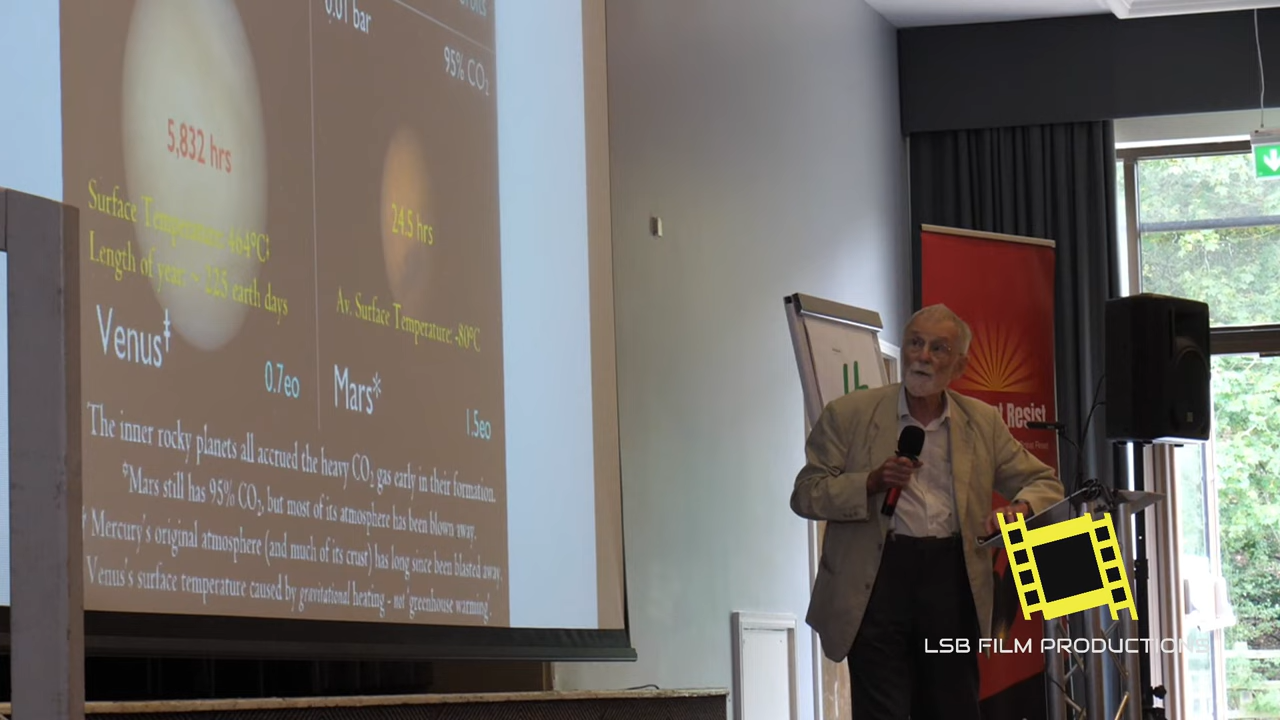 0.01 bar
95% CO₂
5,832 hrs
24.5 hrs
Surface Temperature: 464°C‡
Length of year: ~ 225 earth days
Av. Surface Temperature: -80°C
Venus‡
0.7eo
Mars*
1.5eo
The inner rocky planets all accrued the heavy CO₂ gas early in their formation.
*Mars still has 95% CO₂, but most of its atmosphere has been blown away.
Mercury's original atmosphere (and much of its crust) has long since been blasted away.
Venus's surface temperature caused by gravitational heating - not 'greenhouse warming'.
Resist
LSB FILM PRODUCTIONS